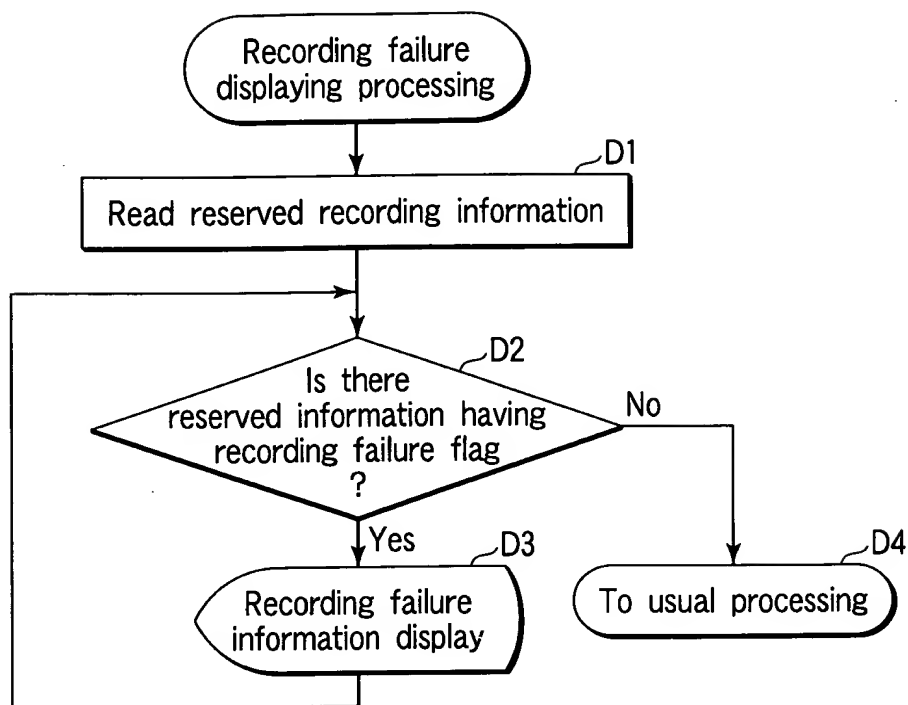 Recording failure
displaying processing
D1
Read reserved recording information
D2
Is there
reserved information having
recording failure flag
?
No
Yes
D3
Recording failure
information display
D4
To usual processing